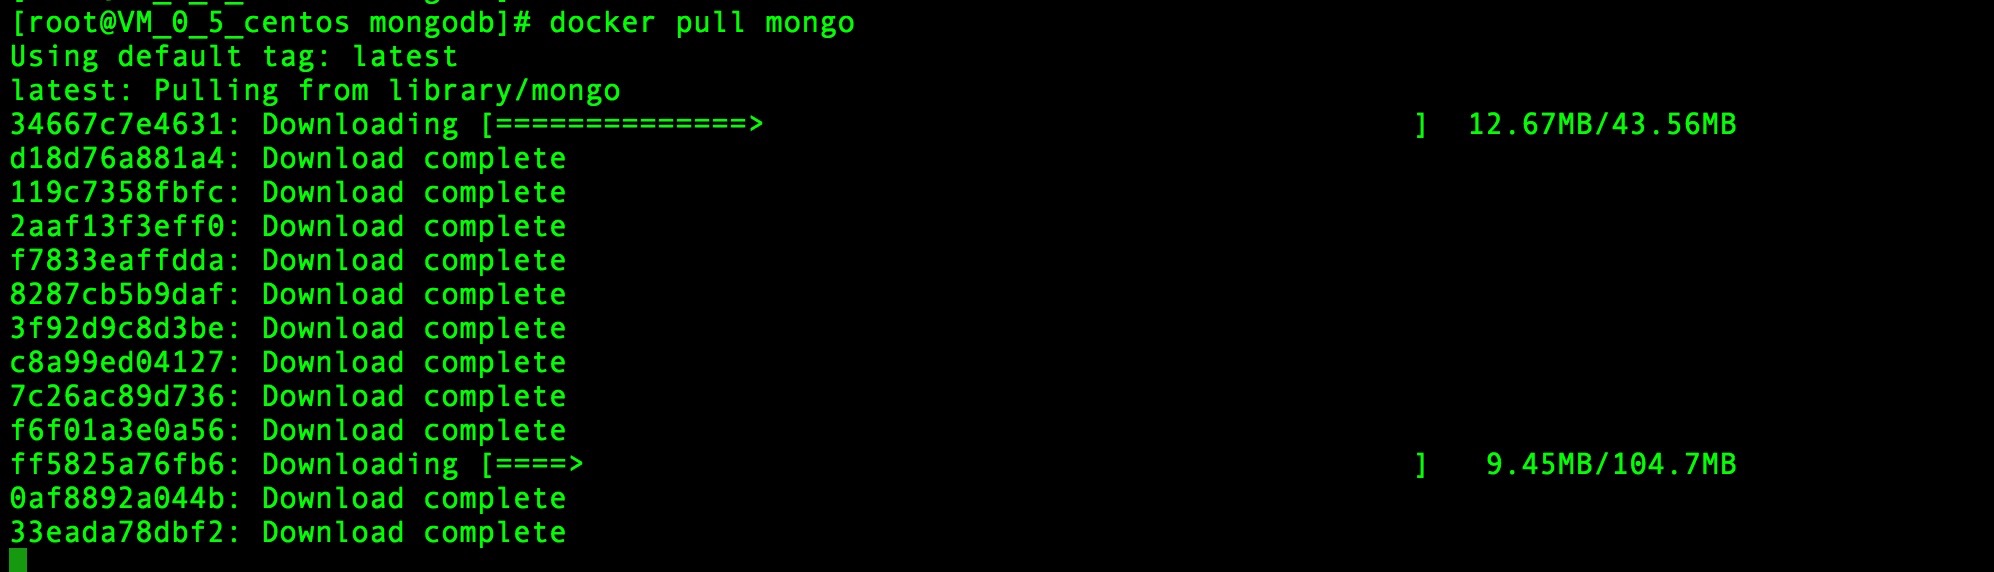 [root@VM_0_5_centos mongodb]# docker pull mongo
Using default tag: latest
latest: Pulling from library/mongo
34667c7e4631: Downloading [==============>                                    ]  12.67MB/43.56MB
d18d76a881a4: Download complete
119c7358fbfc: Download complete
2aaf13f3eff0: Download complete
f7833eaffdda: Download complete
8287cb5b9daf: Download complete
3f92d9c8d3be: Download complete
c8a99ed04127: Download complete
7c26ac89d736: Download complete
f6f01a3e0a56: Download complete
ff5825a76fb6: Downloading [====>                                              ]   9.45MB/104.7MB
0af8892a044b: Download complete
33eada78dbf2: Download complete